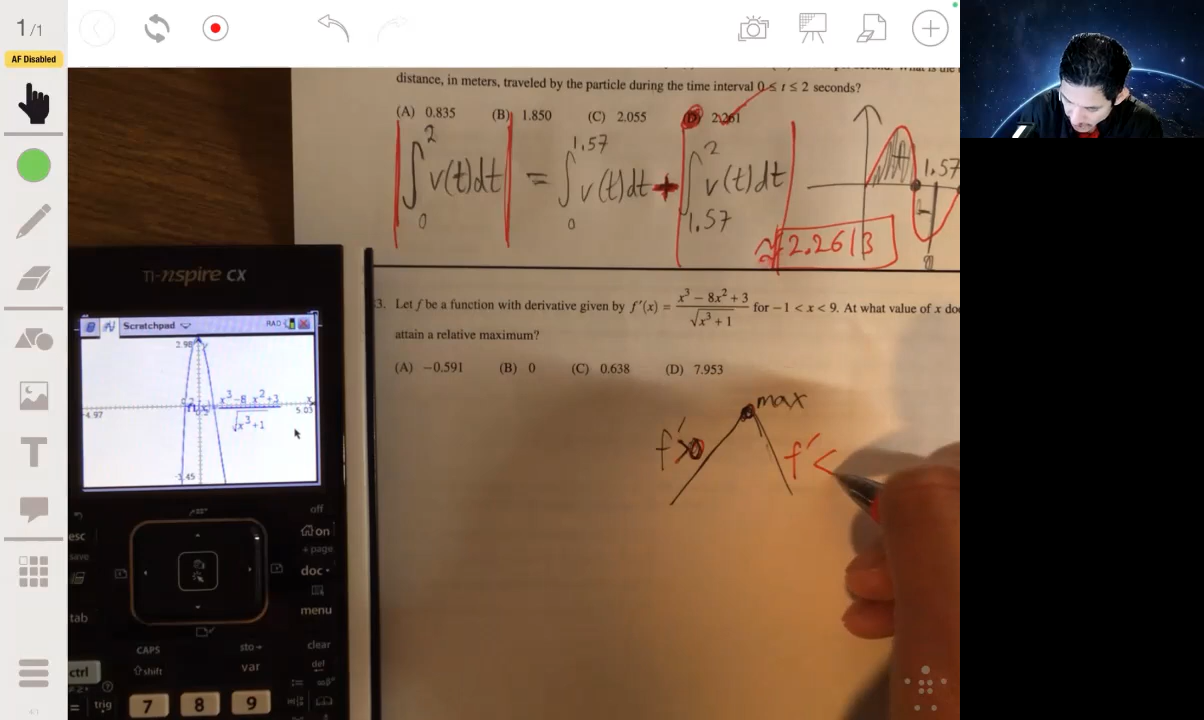 1/1
AF Disabled
distance, in meters, traveled by the particle during the time interval 0 ≤ t ≤ 2 seconds?
(A) 0.835 (B) 1.850 (C) 2.055 (D) 2.261
|∫₀² v(t)dt| = ∫₀^1.57 v(t)dt + |∫_1.57² v(t)dt|
1.57
≈ 2.2613
TI-nspire CX
3. Let f be a function with derivative given by f′(x) = (x³ − 8x² + 3)/√(x³ + 1) for −1 < x < 9. At what value of x do
attain a relative maximum?
(A) −0.591 (B) 0 (C) 0.638 (D) 7.953
max
f′>0
f′<
Scratchpad
RAD
2.98
-4.97
5.03
x³−8·x²+3
√x³+1
-3.45
esc
save
tab
off
on
+ page
doc
menu
CAPS
sto→
clear
ctrl
shift
var
del
= trig 7 8 9
T